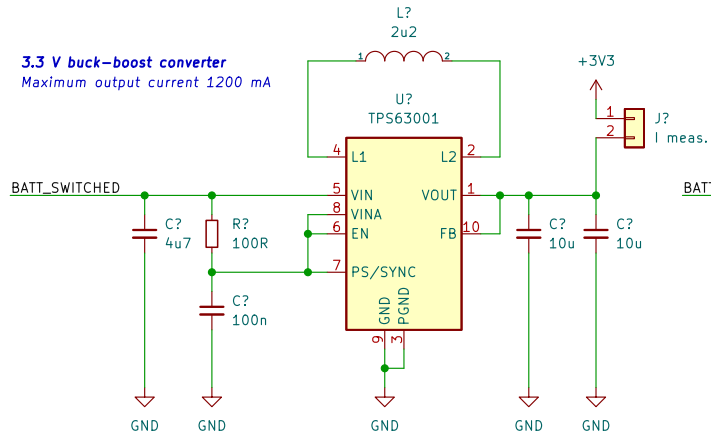 L?
2u2
1 2
3.3 V buck-boost converter
Maximum output current 1200 mA
+3V3
U?
TPS63001
1
2
J?
I meas.
4 L1 L2 2
BATT_SWITCHED
BATT
5 VIN VOUT 1
8 VINA
6 EN FB 10
C?
4u7
R?
100R
C?
10u
C?
10u
7 PS/SYNC
C?
100n
GND
PGND
9
3
GND
GND
GND
GND
GND